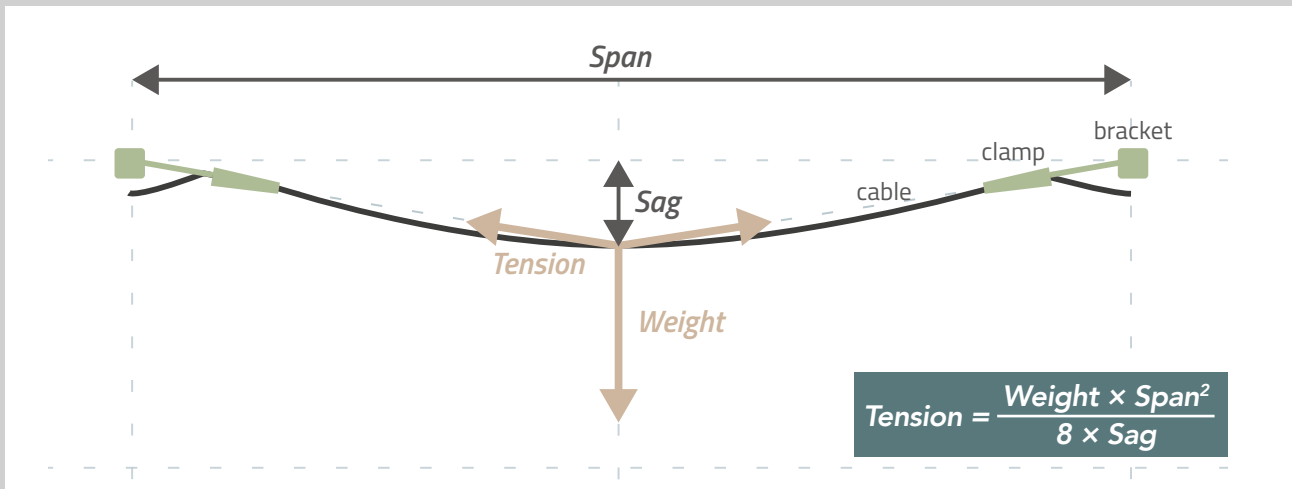 Span
bracket
clamp
cable
Sag
Tension
Weight
Tension = Weight × Span²
8 × Sag